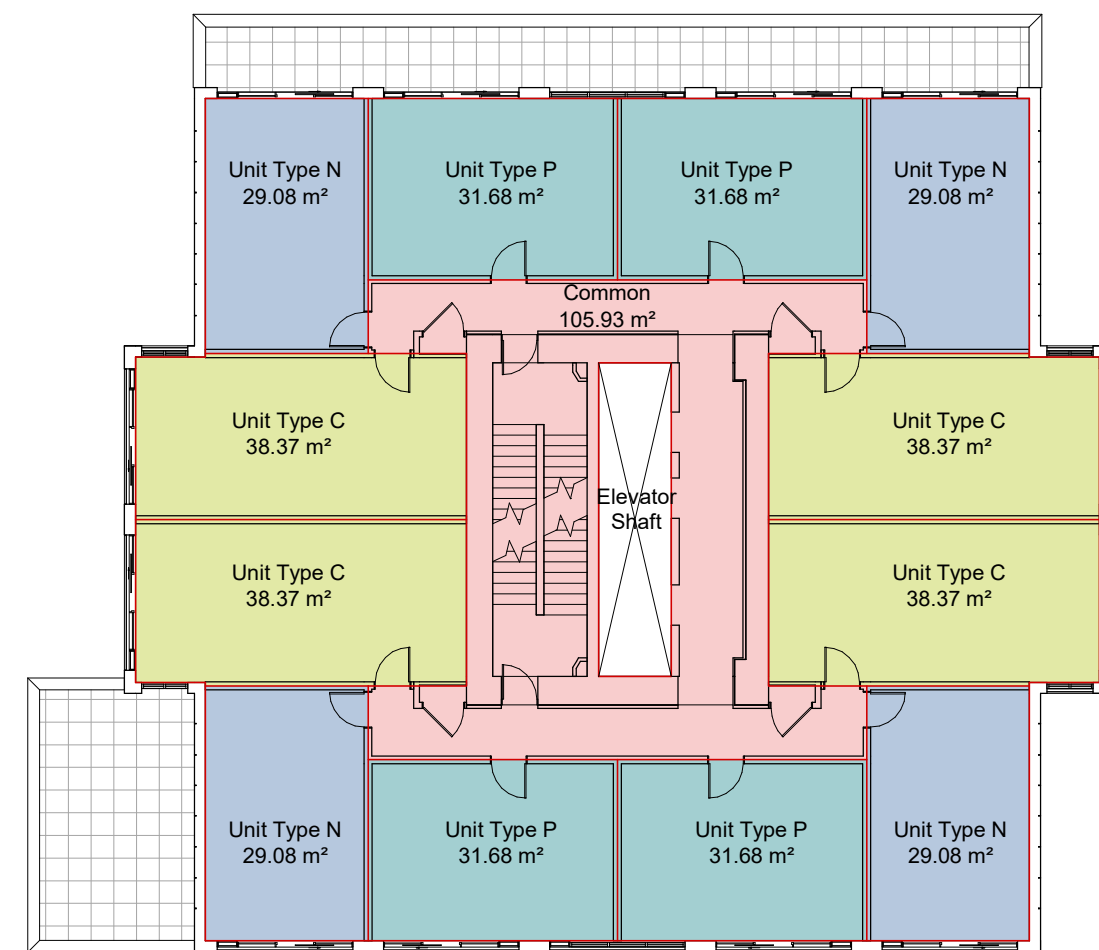 Unit Type N
29.08 m²
Unit Type P
31.68 m²
Unit Type P
31.68 m²
Unit Type N
29.08 m²
Common
105.93 m²
Unit Type C
38.37 m²
Unit Type C
38.37 m²
Elevator
Shaft
Unit Type C
38.37 m²
Unit Type C
38.37 m²
Unit Type N
29.08 m²
Unit Type P
31.68 m²
Unit Type P
31.68 m²
Unit Type N
29.08 m²